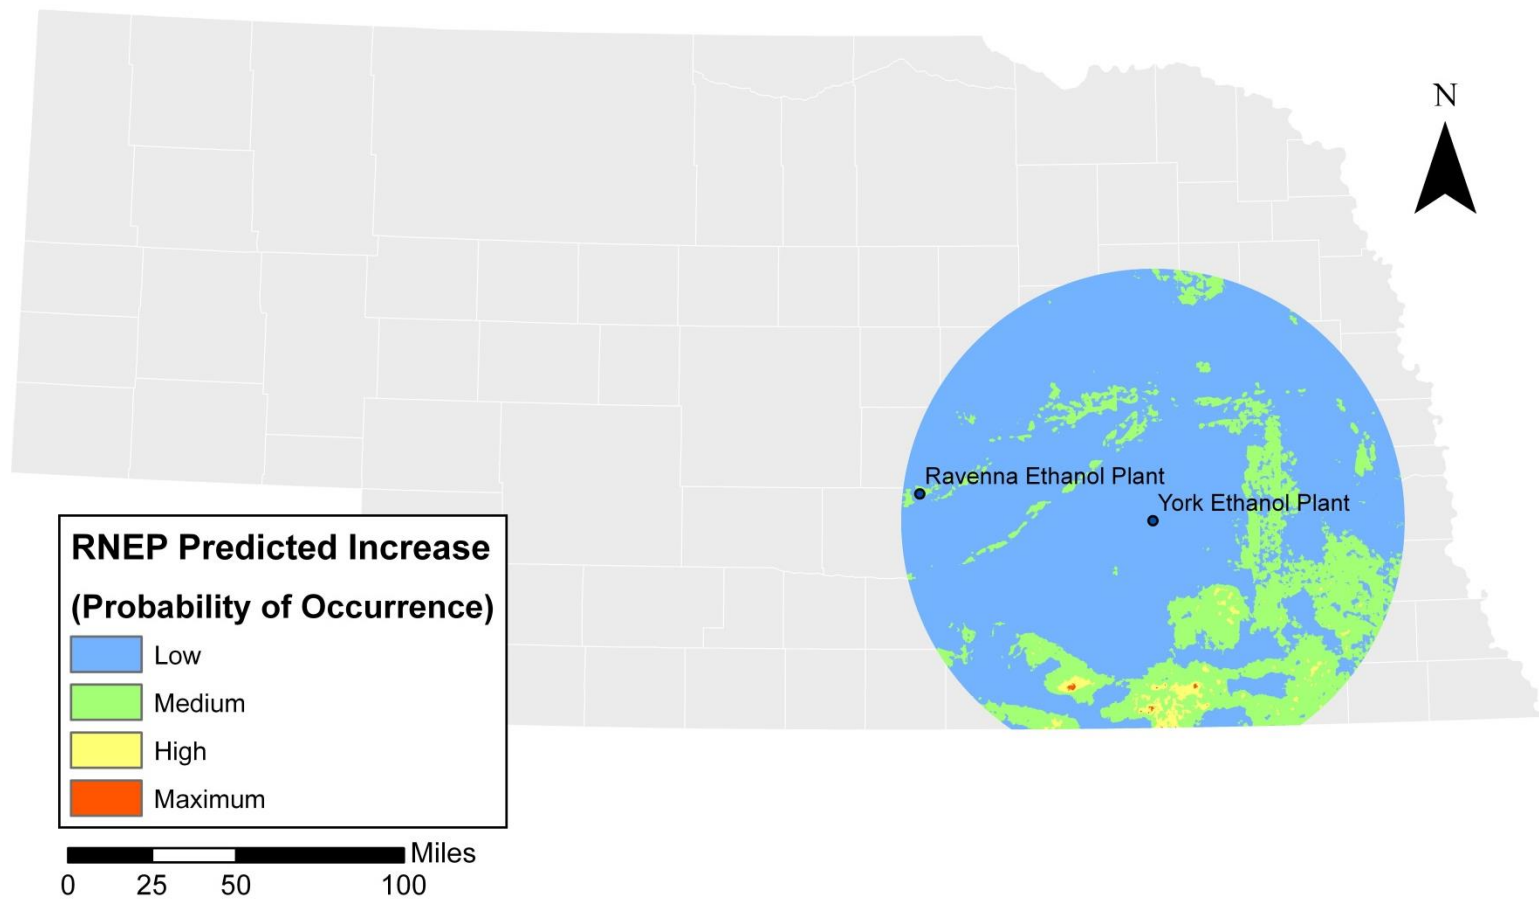 N
Ravenna Ethanol Plant
York Ethanol Plant
RNEP Predicted Increase
(Probability of Occurrence)
Low
Medium
High
Maximum
Miles
0 25 50 100